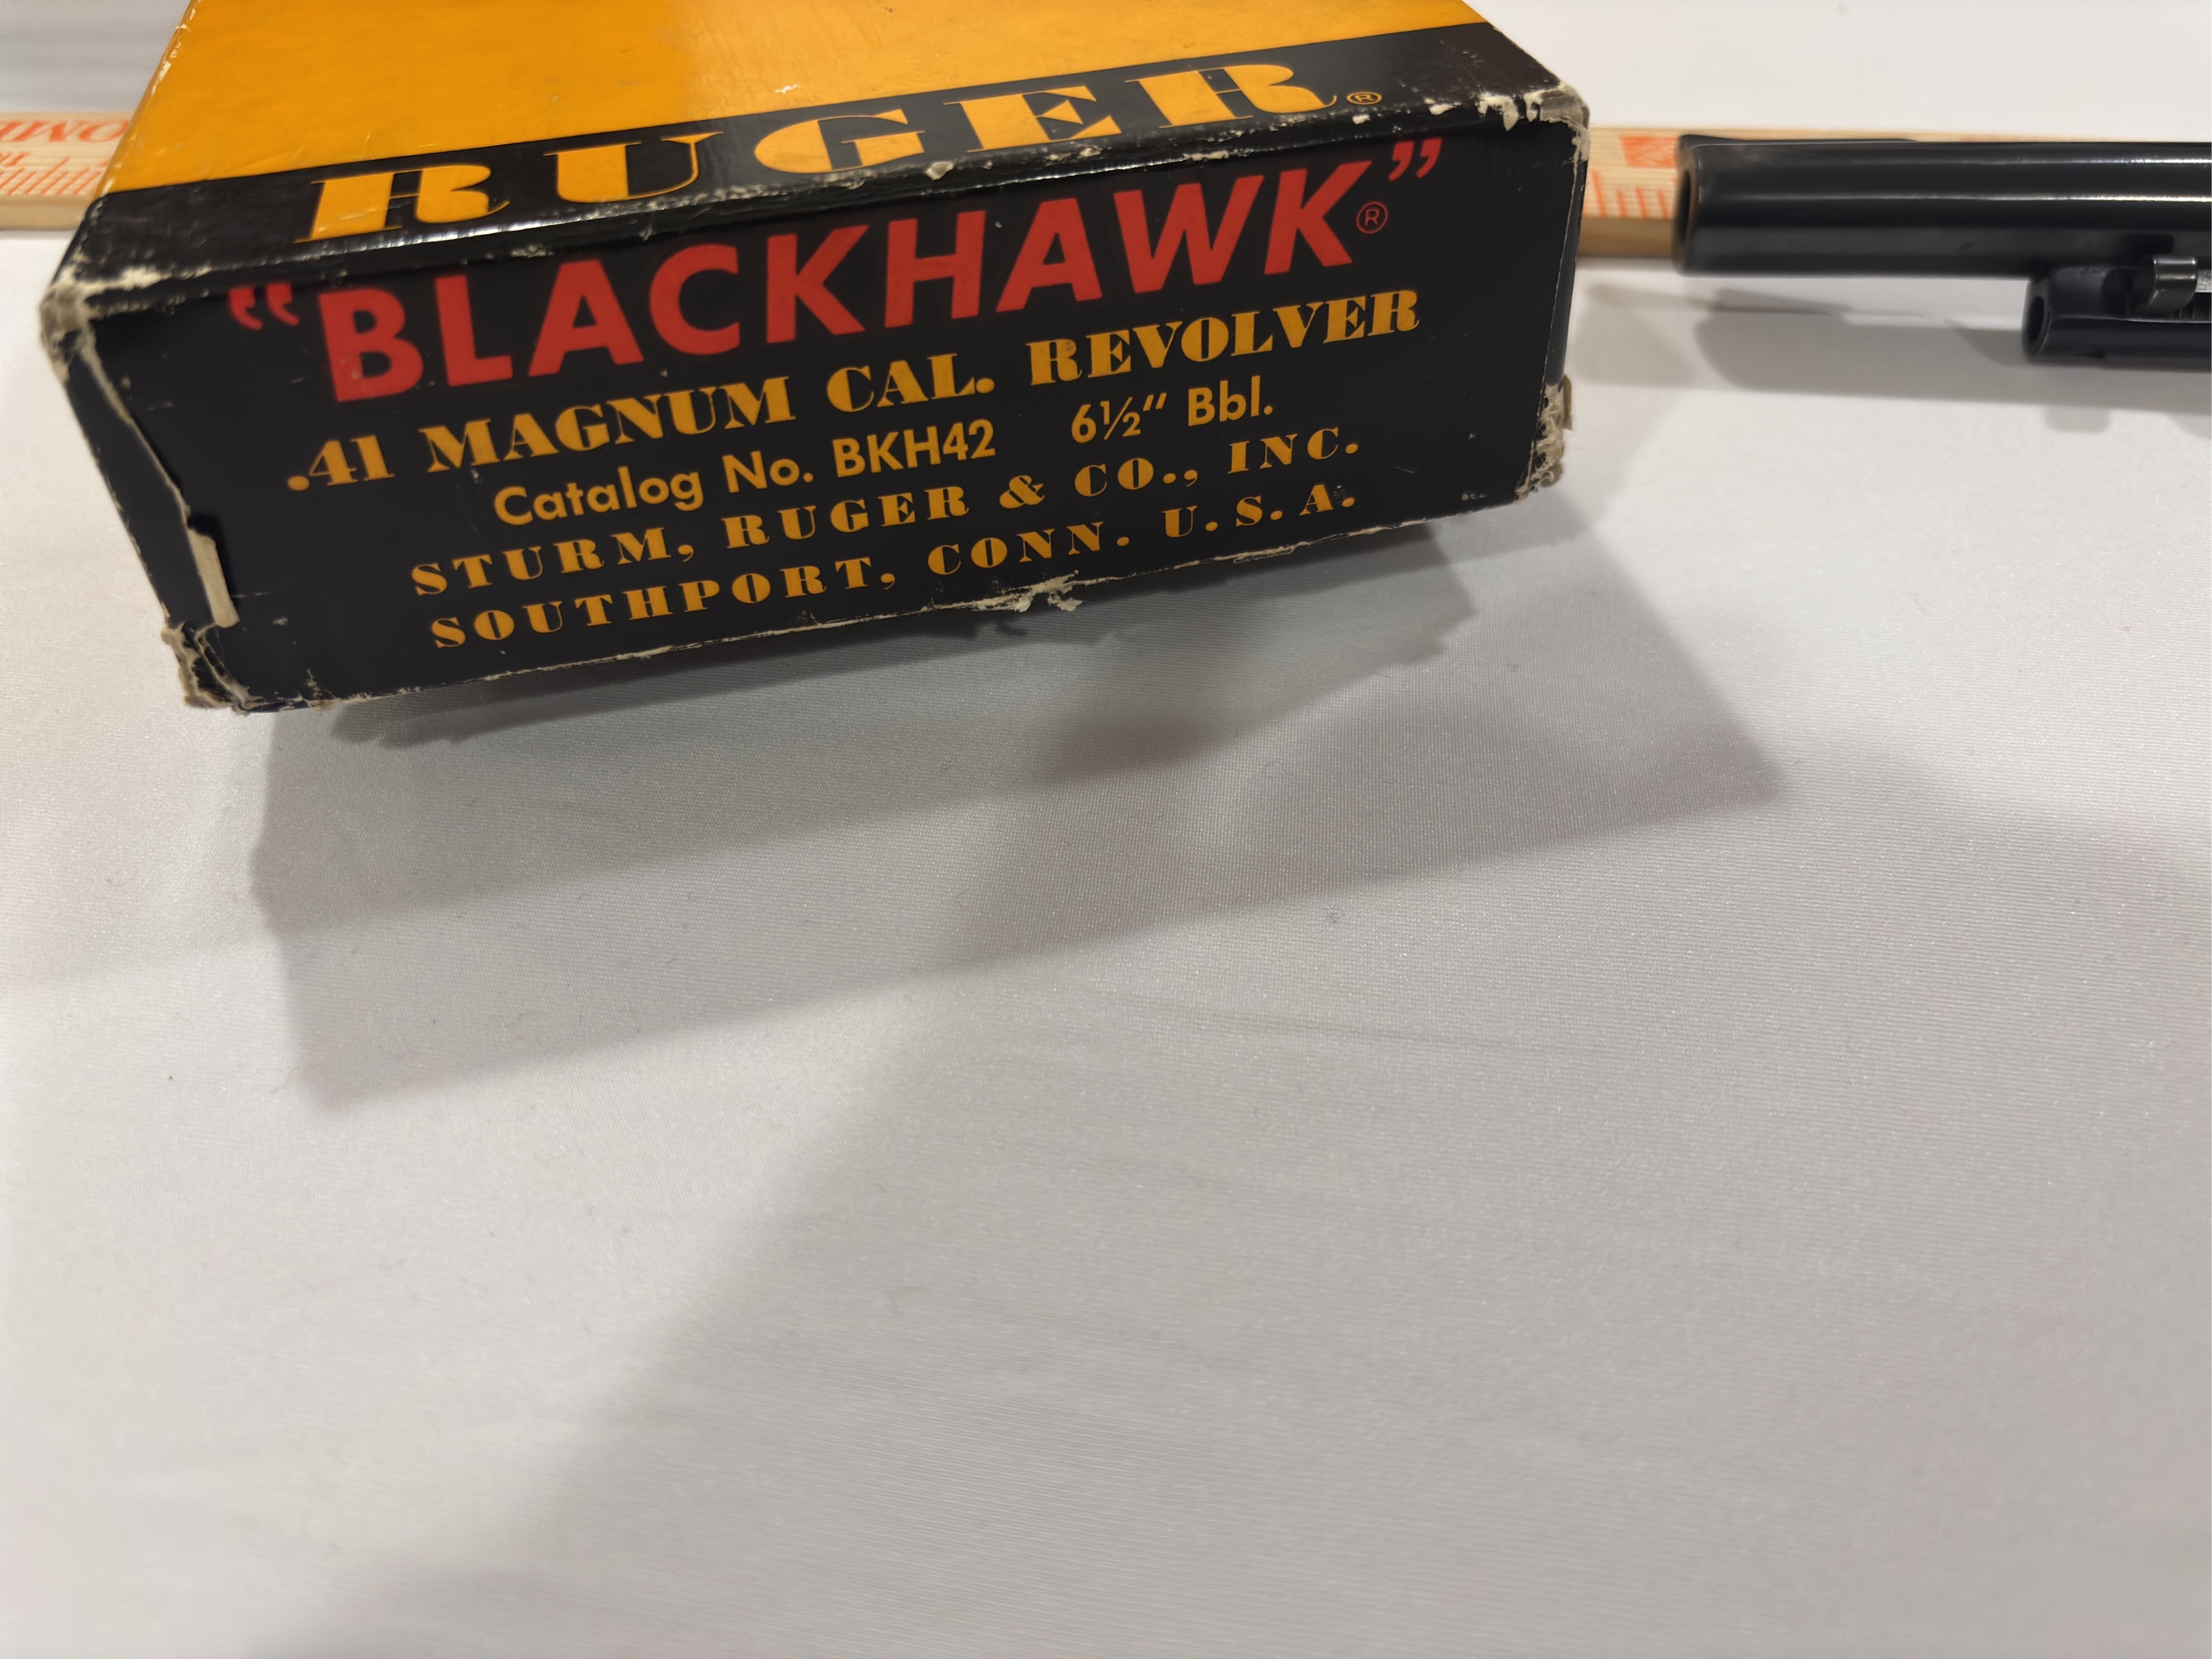 RUGER®
“BLACKHAWK”®
.41 MAGNUM CAL. REVOLVER
Catalog No. BKH42 6½" Bbl.
STURM, RUGER & CO., INC.
SOUTHPORT, CONN. U.S.A.